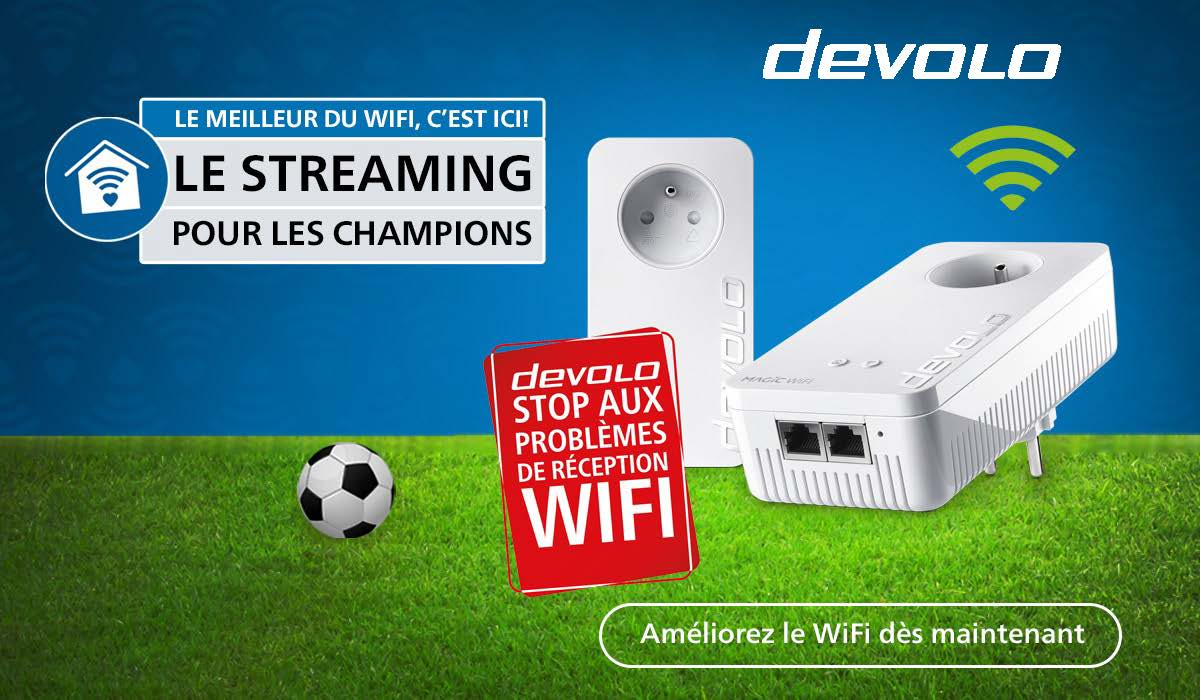 devolo
LE MEILLEUR DU WIFI, C'EST ICI!
LE STREAMING
POUR LES CHAMPIONS
devolo
devolo
MAGIC WiFi
devolo
STOP AUX
PROBLÈMES
DE RÉCEPTION
WIFI
Améliorez le WiFi dès maintenant